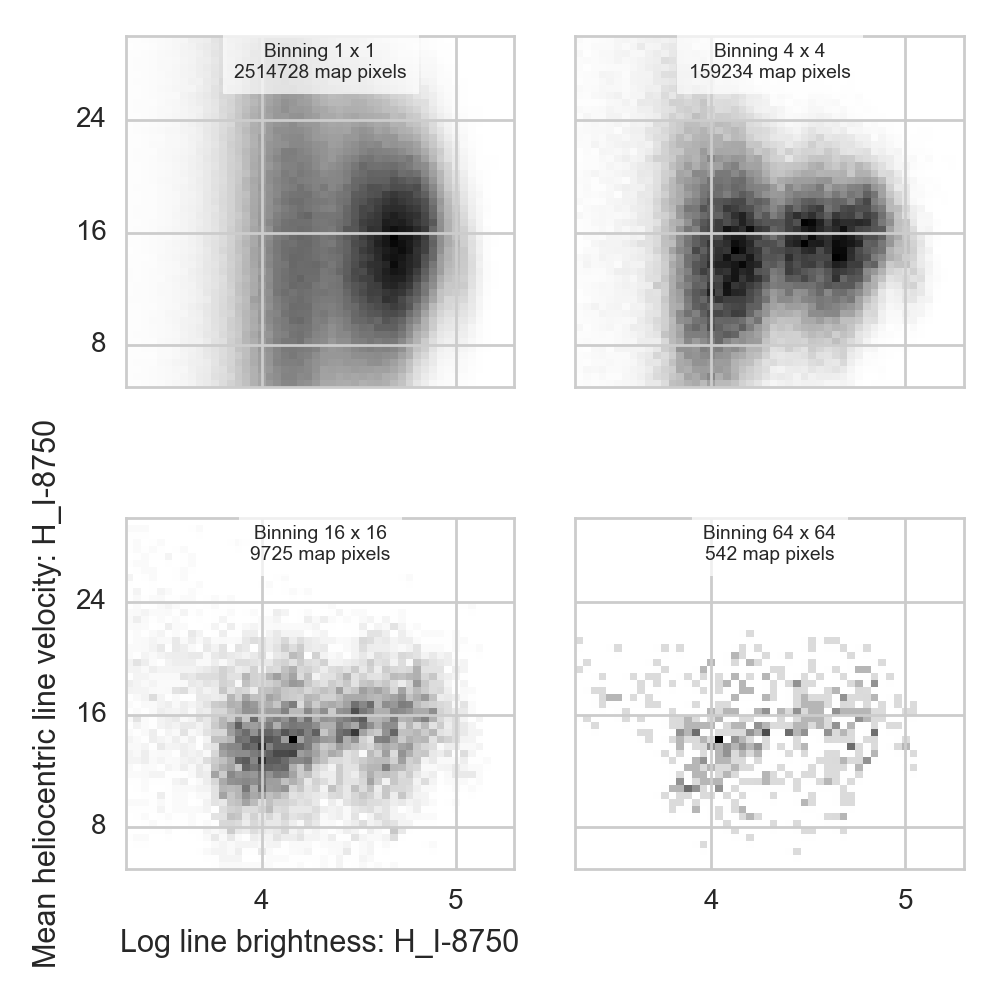 Binning 1 x 1
2514728 map pixels
Binning 4 x 4
159234 map pixels
24
16
8
Mean heliocentric line velocity: H_I-8750
Binning 16 x 16
9725 map pixels
Binning 64 x 64
542 map pixels
24
16
8
4
5
4
5
Log line brightness: H_I-8750